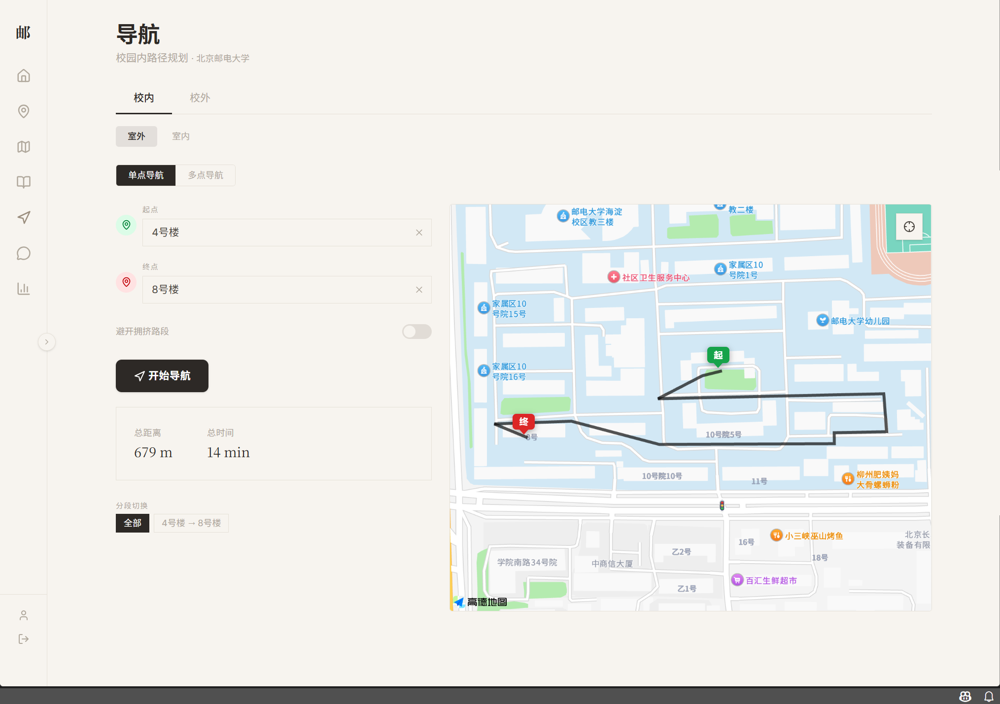 邮
导航
校园内路径规划 · 北京邮电大学
校内
校外
室外
室内
单点导航
多点导航
起点
4号楼
终点
8号楼
避开拥挤路段
开始导航
总距离
总时间
679 m
14 min
分段切换
全部
4号楼 → 8号楼
邮电大学海淀
校区教三楼
教二楼
社区卫生服务中心
家属区10
号院1号
家属区10
号院15号
邮电大学幼儿园
起
家属区10
号院16号
终
8号
10号院5号
10号院10号
11号
柳州肥姨妈
大骨螺蛳粉
小三峡巫山烤鱼
北京长
装备有限
16号
乙2号
18号
学院南路34号院
中商信大厦
百汇生鲜超市
乙1号
高德地图